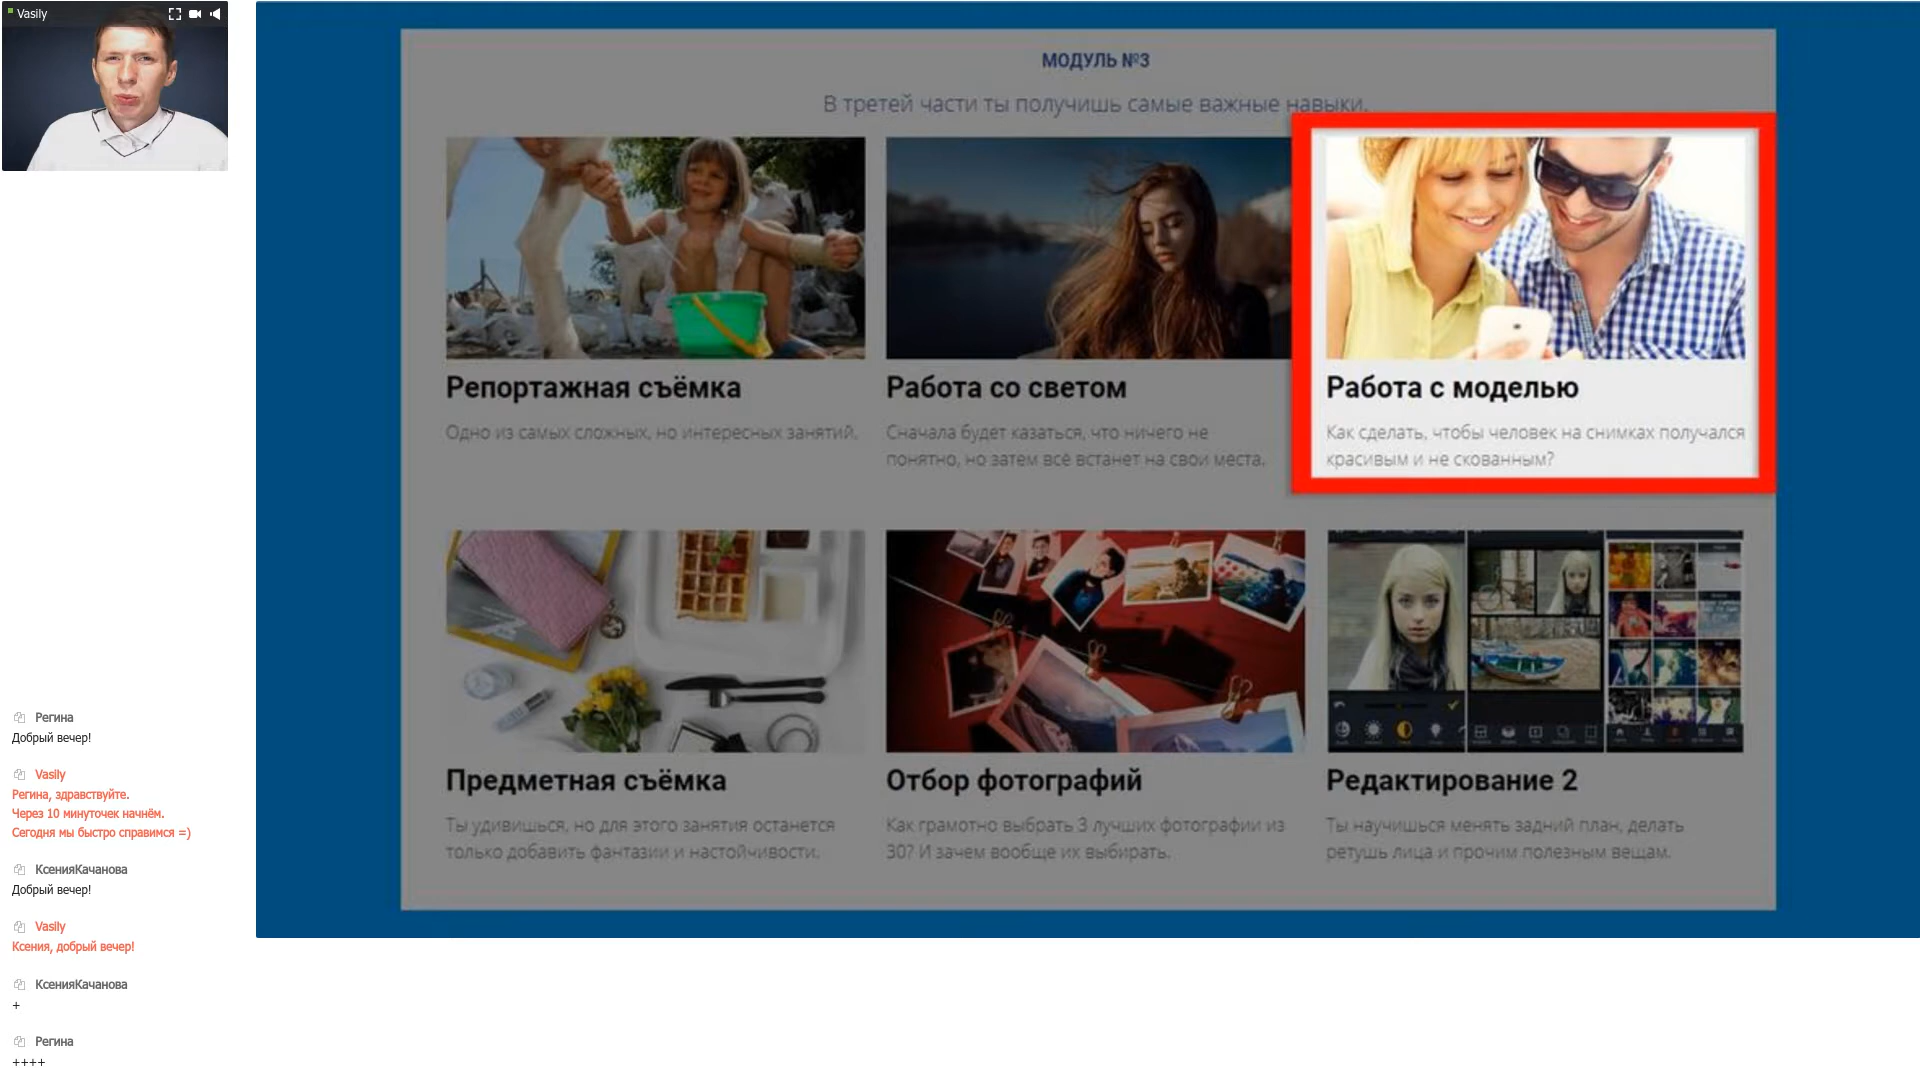 Vasily
МОДУЛЬ №3
В третей части ты получишь самые важные навыки.
Репортажная съёмка
Одно из самых сложных, но интересных занятий.
Работа со светом
Сначала будет казаться, что ничего не
понятно, но затем всё встанет на свои места.
Работа с моделью
Как сделать, чтобы человек на снимках получался
красивым и не скованным?
Предметная съёмка
Ты удивишься, но для этого занятия останется
только добавить фантазии и настойчивости.
Отбор фотографий
Как грамотно выбрать 3 лучших фотографии из
30? И зачем вообще их выбирать.
Редактирование 2
Ты научишься менять задний план, делать
ретушь лица и прочим полезным вещам.
Регина
Добрый вечер!
Vasily
Регина, здравствуйте.
Через 10 минуточек начнём.
Сегодня мы быстро справимся =)
КсенияКачанова
Добрый вечер!
Vasily
Ксения, добрый вечер!
КсенияКачанова
+
Регина
++++